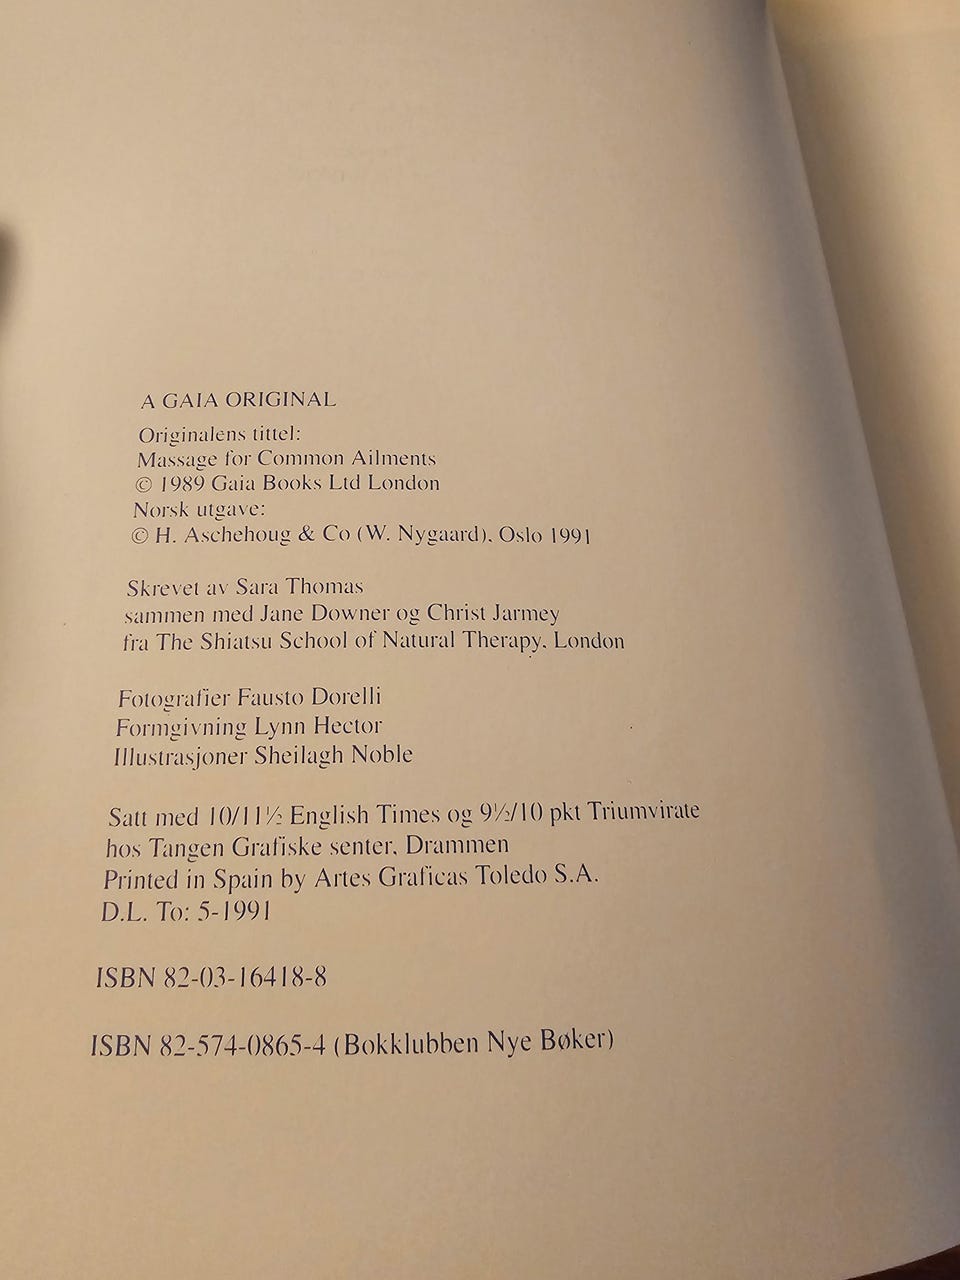 A GAIA ORIGINAL
Originalens tittel:
Massage for Common Ailments
© 1989 Gaia Books Ltd London
Norsk utgave:
© H. Aschehoug & Co (W. Nygaard), Oslo 1991
Skrevet av Sara Thomas
sammen med Jane Downer og Christ Jarmey
fra The Shiatsu School of Natural Therapy, London
Fotografier Fausto Dorelli
Formgivning Lynn Hector
Illustrasjoner Sheilagh Noble
Satt med 10/11½ English Times og 9½/10 pkt Triumvirate
hos Tangen Grafiske senter, Drammen
Printed in Spain by Artes Graficas Toledo S.A.
D.L. To: 5-1991
ISBN 82-03-16418-8
ISBN 82-574-0865-4 (Bokklubben Nye Bøker)